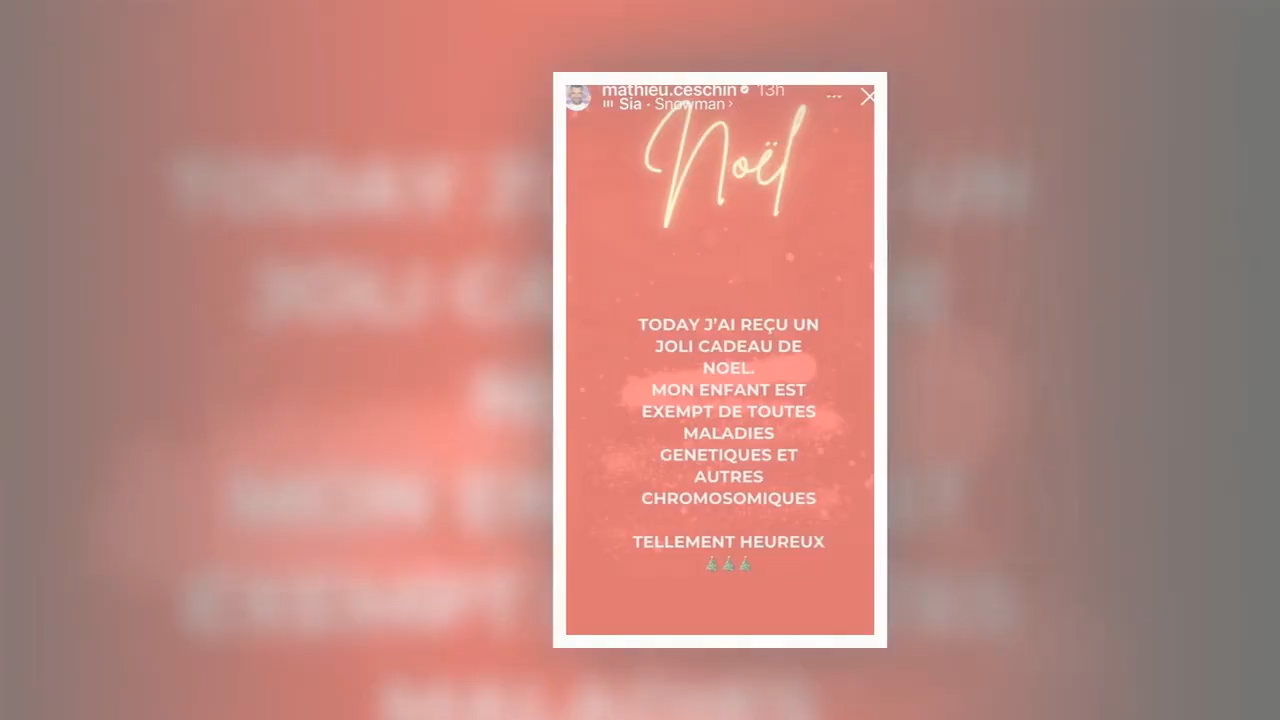 mathieu.ceschin 13h
Sia · Snowman
Noël
TODAY J'AI REÇU UN
JOLI CADEAU DE
NOEL.
MON ENFANT EST
EXEMPT DE TOUTES
MALADIES
GENETIQUES ET
AUTRES
CHROMOSOMIQUES
TELLEMENT HEUREUX